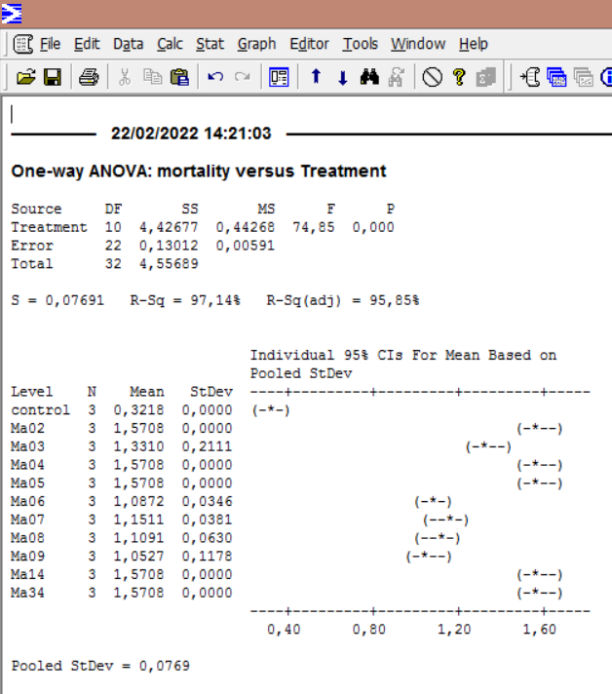 File Edit Data Calc Stat Graph Editor Tools Window Help
22/02/2022 14:21:03
One-way ANOVA: mortality versus Treatment
Source     DF       SS       MS      F      P
Treatment  10  4,42677  0,44268  74,85  0,000
Error      22  0,13012  0,00591
Total      32  4,55689
S = 0,07691   R-Sq = 97,14%   R-Sq(adj) = 95,85%
Individual 95% CIs For Mean Based on
Pooled StDev
Level    N    Mean   StDev  ----+---------+---------+---------+-----
control  3  0,3218  0,0000  (-*-)
Ma02     3  1,5708  0,0000                                 (-*--)
Ma03     3  1,3310  0,2111                           (-*--)
Ma04     3  1,5708  0,0000                                 (-*--)
Ma05     3  1,5708  0,0000                                 (-*--)
Ma06     3  1,0872  0,0346                     (-*-)
Ma07     3  1,1511  0,0381                      (--*-)
Ma08     3  1,1091  0,0630                     (--*-)
Ma09     3  1,0527  0,1178                    (-*--)
Ma14     3  1,5708  0,0000                                 (-*--)
Ma34     3  1,5708  0,0000                                 (-*--)
----+---------+---------+---------+-----
0,40      0,80      1,20      1,60
Pooled StDev = 0,0769